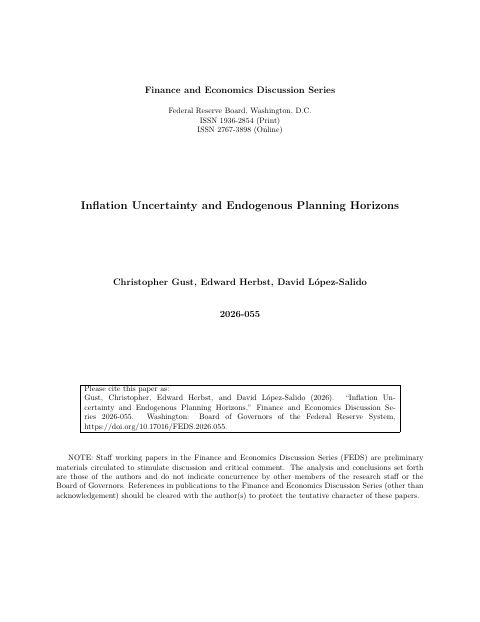 Finance and Economics Discussion Series
Federal Reserve Board, Washington, D.C.
ISSN 1936-2854 (Print)
ISSN 2767-3898 (Online)
Inflation Uncertainty and Endogenous Planning Horizons
Christopher Gust, Edward Herbst, David López-Salido
2026-055
Please cite this paper as:
Gust, Christopher, Edward Herbst, and David López-Salido (2026). “Inflation Un-
certainty and Endogenous Planning Horizons,” Finance and Economics Discussion Se-
ries 2026-055. Washington: Board of Governors of the Federal Reserve System,
https://doi.org/10.17016/FEDS.2026.055.
NOTE: Staff working papers in the Finance and Economics Discussion Series (FEDS) are preliminary
materials circulated to stimulate discussion and critical comment. The analysis and conclusions set forth
are those of the authors and do not indicate concurrence by other members of the research staff or the
Board of Governors. References in publications to the Finance and Economics Discussion Series (other than
acknowledgement) should be cleared with the author(s) to protect the tentative character of these papers.